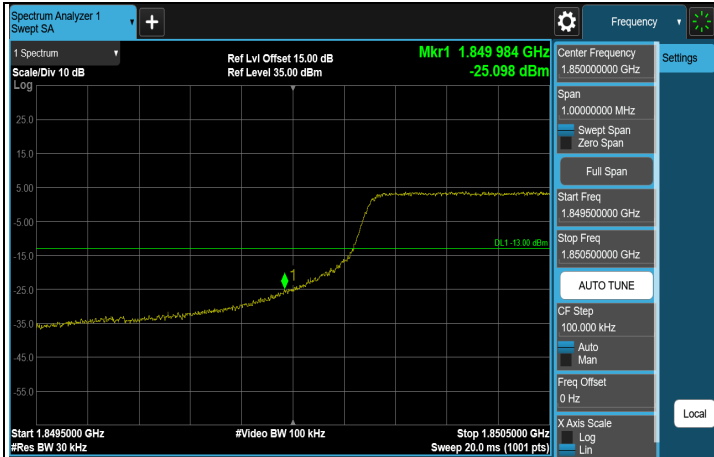 Spectrum Analyzer 1
Swept SA
+
Frequency
1 Spectrum
Scale/Div 10 dB
Ref Lvl Offset 15.00 dB
Ref Level 35.00 dBm
Mkr1 1.849 984 GHz
-25.098 dBm
Log
25.0
15.0
5.00
-5.00
-15.0
-25.0
-35.0
-45.0
-55.0
DL1 -13.00 dBm
1
Start 1.8495000 GHz
#Res BW 30 kHz
#Video BW 100 kHz
Stop 1.8505000 GHz
Sweep 20.0 ms (1001 pts)
Center Frequency
1.850000000 GHz
Settings
Span
1.00000000 MHz
Swept Span
Zero Span
Full Span
Start Freq
1.849500000 GHz
Stop Freq
1.850500000 GHz
AUTO TUNE
CF Step
100.000 kHz
Auto
Man
Freq Offset
0 Hz
X Axis Scale
Log
Lin
Local